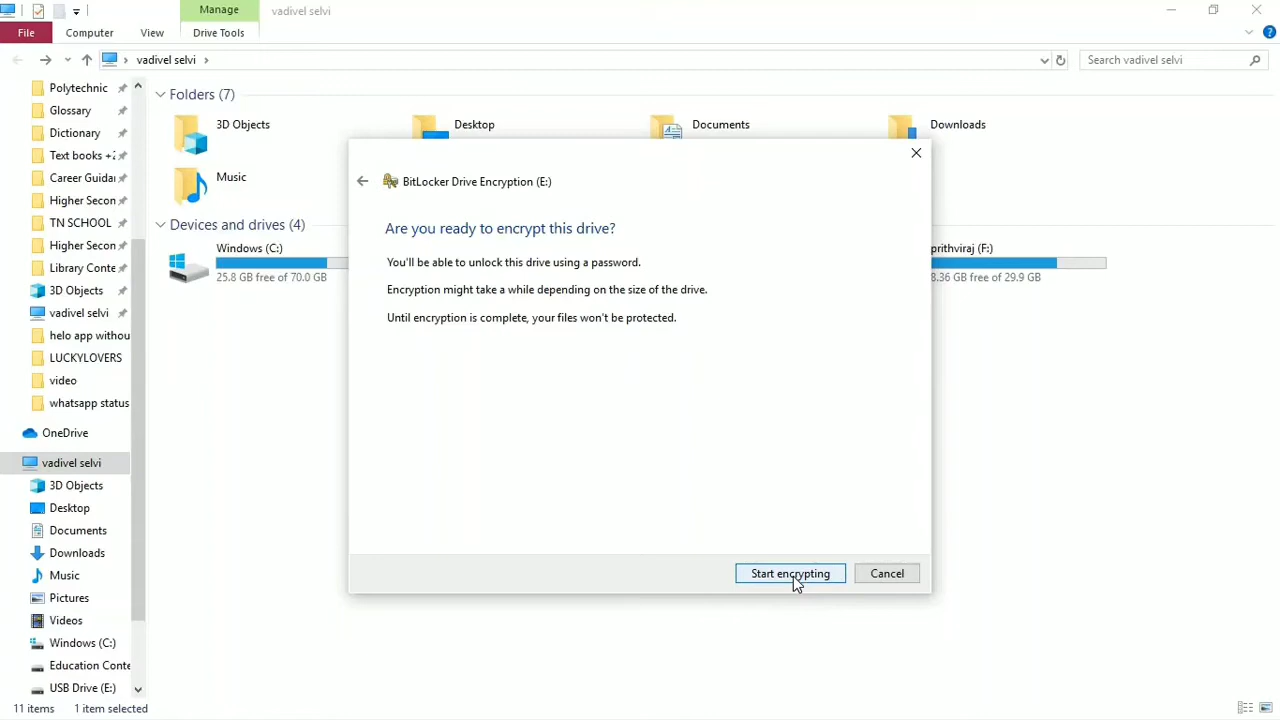 Manage
vadivel selvi
File
Computer
View
Drive Tools
vadivel selvi
Search vadivel selvi
Polytechnic
Glossary
Dictionary
Text books +2
Career Guida
Higher Secon
TN SCHOOL
Higher Secon
Library Conte
3D Objects
vadivel selvi
helo app withou
LUCKYLOVERS
video
whatsapp status
OneDrive
vadivel selvi
3D Objects
Desktop
Documents
Downloads
Music
Pictures
Videos
Windows (C:)
Education Conte
USB Drive (E:)
Folders (7)
3D Objects
Desktop
Documents
Downloads
Music
Devices and drives (4)
Windows (C:)
25.8 GB free of 70.0 GB
prithviraj (F:)
8.36 GB free of 29.9 GB
BitLocker Drive Encryption (E:)
Are you ready to encrypt this drive?
You'll be able to unlock this drive using a password.
Encryption might take a while depending on the size of the drive.
Until encryption is complete, your files won't be protected.
Start encrypting
Cancel
11 items
1 item selected